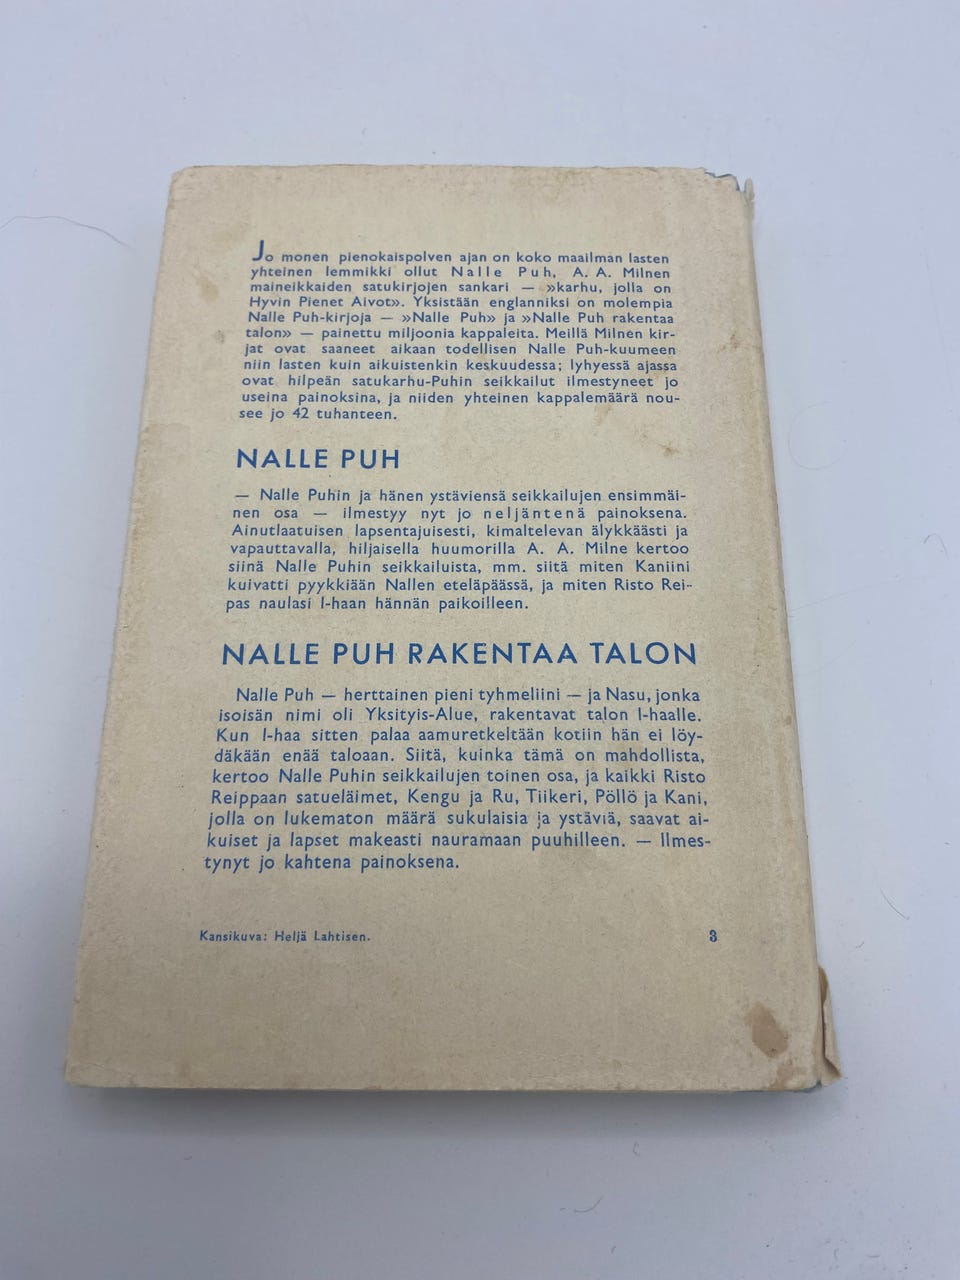 Jo monen pienokaispolven ajan on koko maailman lasten
yhteinen lemmikki ollut Nalle Puh, A. A. Milnen
maineikkaiden satukirjojen sankari — »karhu, jolla on
Hyvin Pienet Aivot». Yksistään englanniksi on molempia
Nalle Puh-kirjoja — »Nalle Puh» ja »Nalle Puh rakentaa
talon» — painettu miljoonia kappaleita. Meillä Milnen kir-
jat ovat saaneet aikaan todellisen Nalle Puh-kuumeen
niin lasten kuin aikuistenkin keskuudessa; lyhyessä ajassa
ovat hilpeän satukarhu-Puhin seikkailut ilmestyneet jo
useina painoksina, ja niiden yhteinen kappalemäärä nou-
see jo 42 tuhanteen.
NALLE PUH
— Nalle Puhin ja hänen ystäviensä seikkailujen ensimmäi-
nen osa — ilmestyy nyt jo neljäntenä painoksena.
Ainutlaatuisen lapsentajuisesti, kimaltelevan älykkäästi ja
vapauttavalla, hiljaisella huumorilla A. A. Milne kertoo
siinä Nalle Puhin seikkailuista, mm. siitä miten Kaniini
kuivatti pyykkiään Nallen eteläpäässä, ja miten Risto Rei-
pas naulasi I-haan hännän paikoilleen.
NALLE PUH RAKENTAA TALON
Nalle Puh — herttainen pieni tyhmeliini — ja Nasu, jonka
isoisän nimi oli Yksityis-Alue, rakentavat talon I-haalle.
Kun I-haa sitten palaa aamuretkeltään kotiin hän ei löy-
däkään enää taloaan. Siitä, kuinka tämä on mahdollista,
kertoo Nalle Puhin seikkailujen toinen osa, ja kaikki Risto
Reippaan satueläimet, Kengu ja Ru, Tiikeri, Pöllö ja Kani,
jolla on lukematon määrä sukulaisia ja ystäviä, saavat ai-
kuiset ja lapset makeasti nauramaan puuhilleen. — Ilmes-
tynyt jo kahtena painoksena.
Kansikuva: Heljä Lahtisen.
3